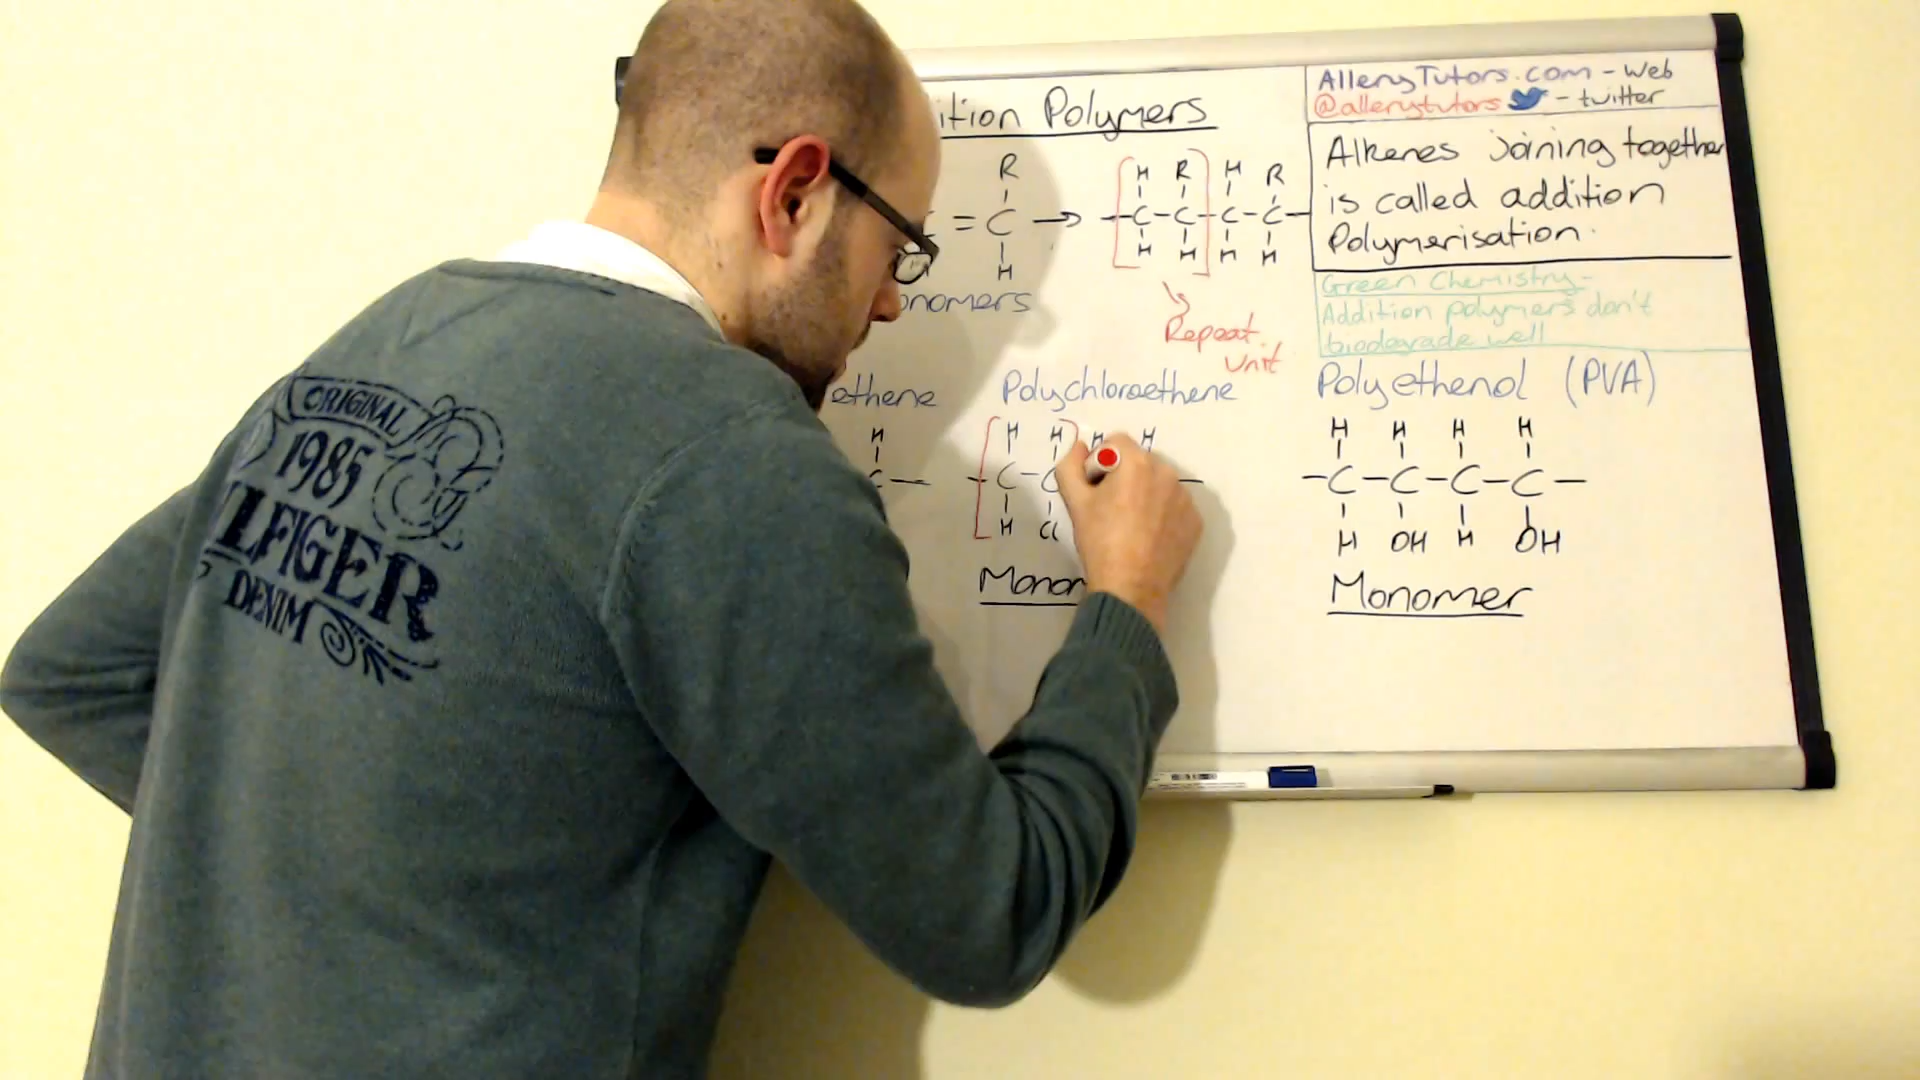 ition Polymers
AllerysTutors.com - Web
@allerystutors - twitter
Alkenes joining together
is called addition
Polymerisation.
Green Chemistry -
Addition polymers don't
biodegrade well
R H R H R
= C → - C - C - C - C -
H H H H H
onomers
Repeat
Unit
ethene
H
C -
Polychloroethene
H H H H
- C - C -
H Cl
Monom
Polyethenol (PVA)
H H H H
- C - C - C - C -
H OH H OH
Monomer
ORIGINAL
1985
LFIGER
DENIM